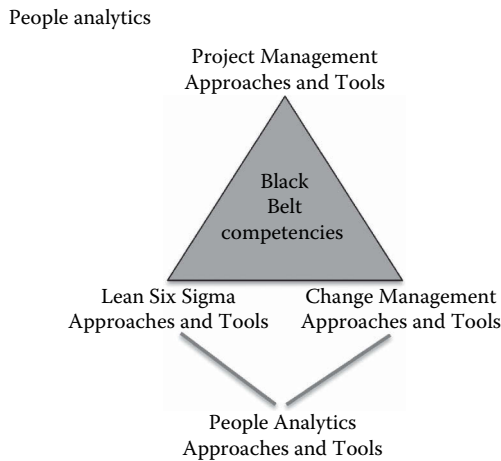 People analytics
Project Management
Approaches and Tools
Black
Belt
competencies
Lean Six Sigma
Approaches and Tools
Change Management
Approaches and Tools
People Analytics
Approaches and Tools